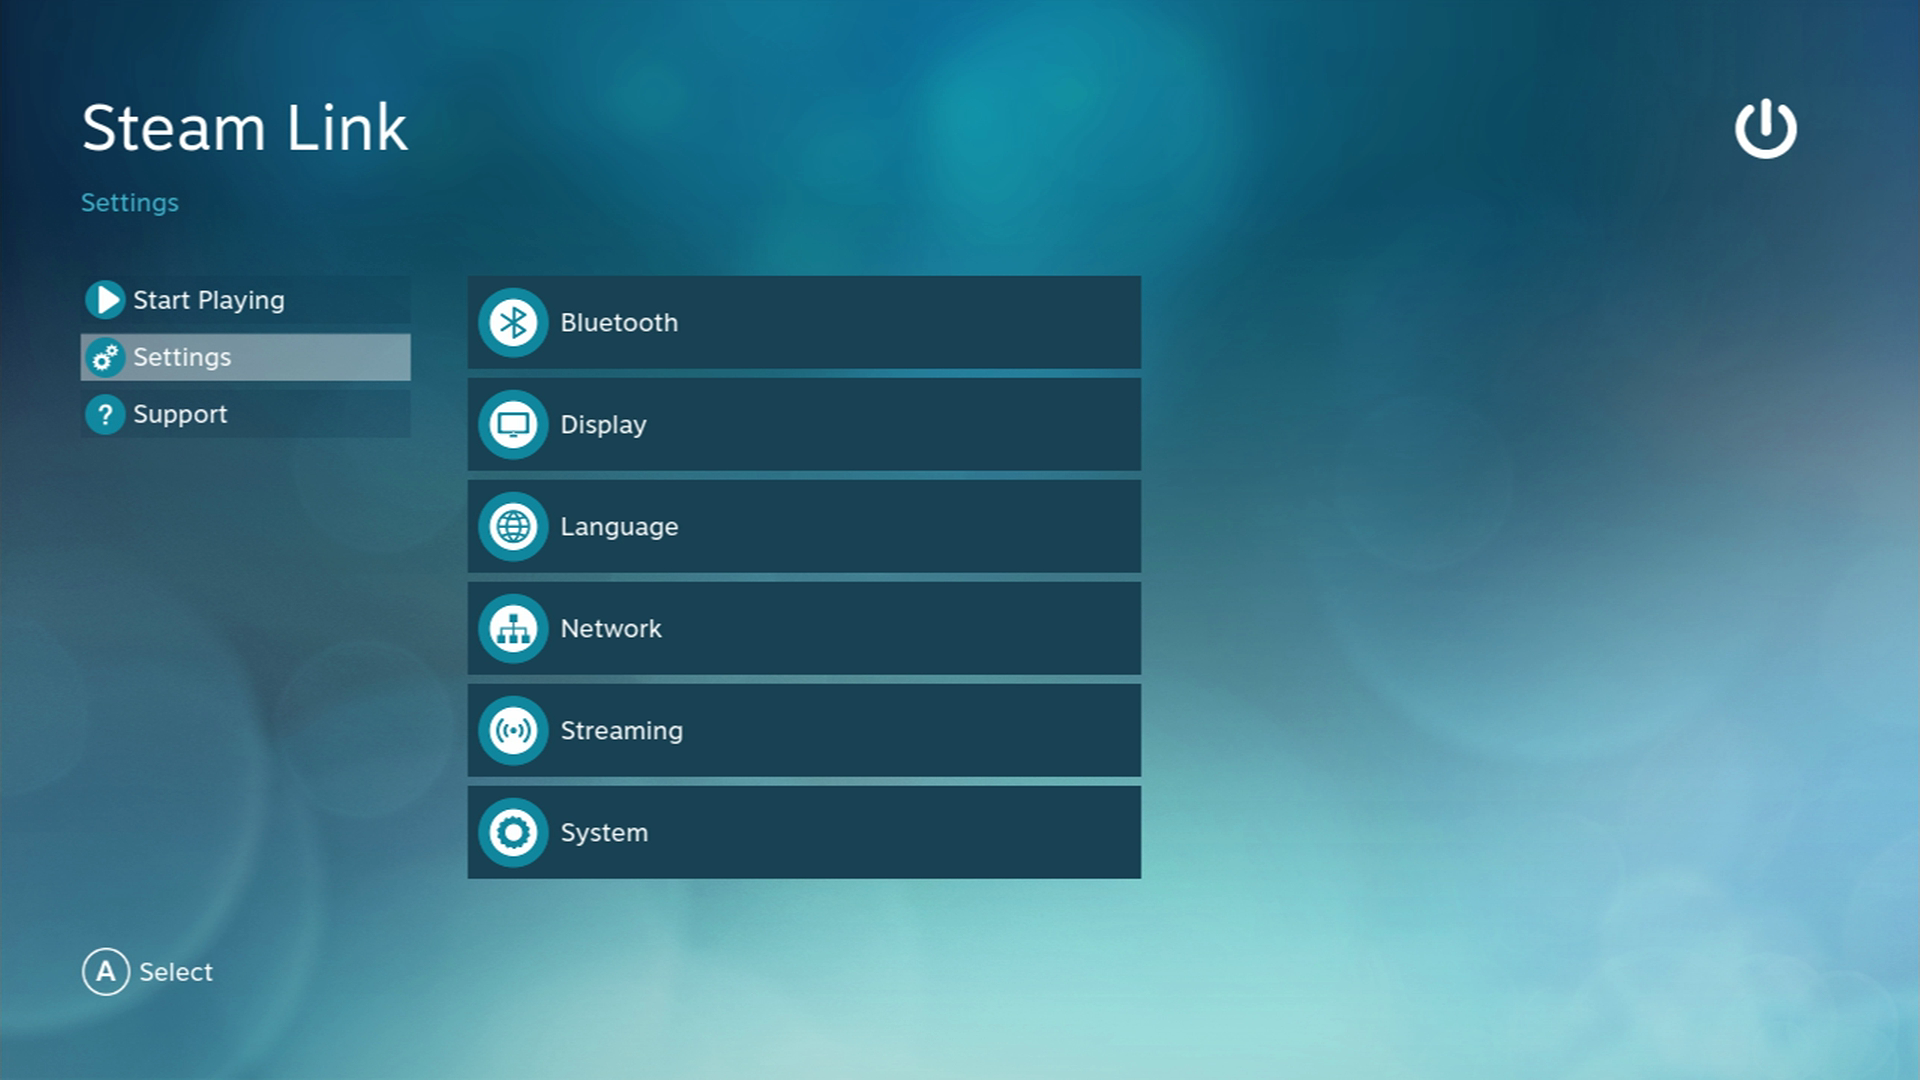 Steam Link
Settings
Start Playing
Settings
? Support
Bluetooth
Display
Language
Network
Streaming
System
A Select